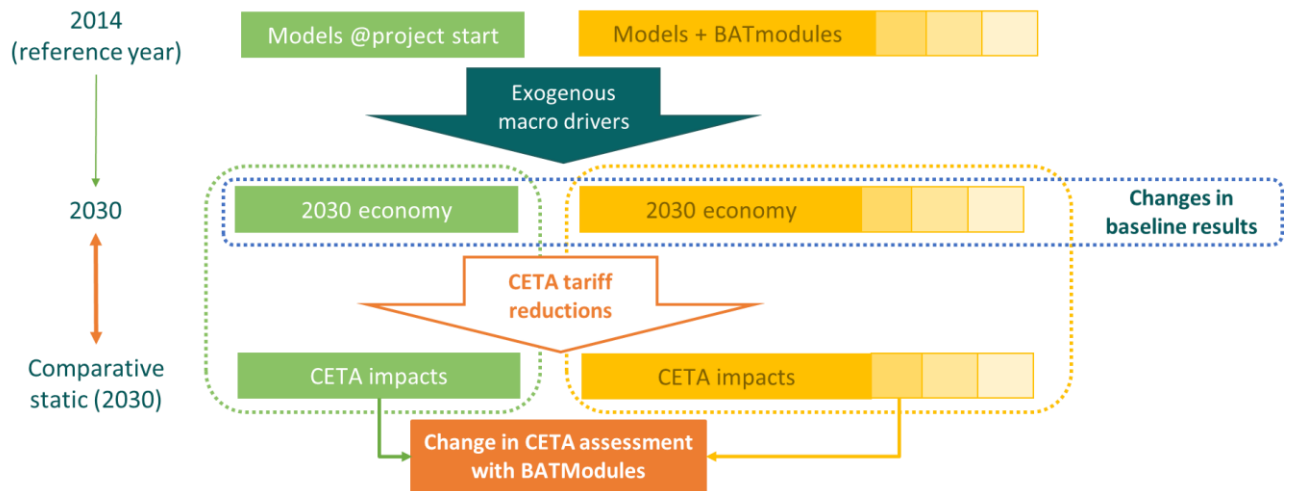 2014
(reference year)
Models @project start
Models + BATmodules
Exogenous
macro drivers
2030
2030 economy
2030 economy
Changes in
baseline results
CETA tariff
reductions
Comparative
static (2030)
CETA impacts
CETA impacts
Change in CETA assessment
with BATModules